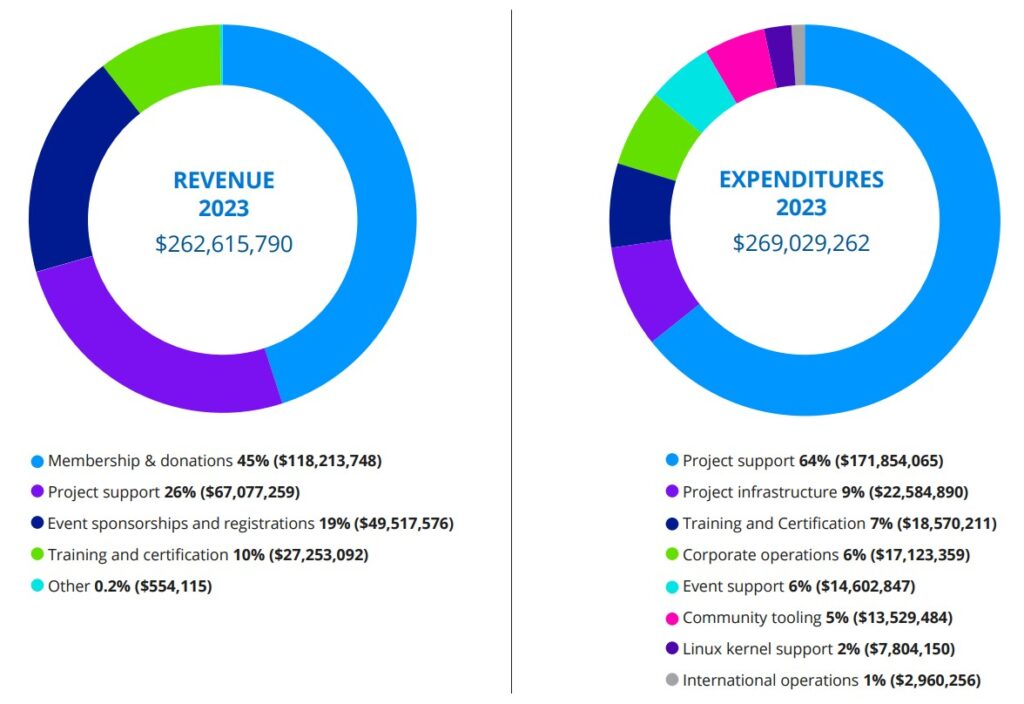 REVENUE
2023
$262,615,790
Membership & donations 45% ($118,213,748)
Project support 26% ($67,077,259)
Event sponsorships and registrations 19% ($49,517,576)
Training and certification 10% ($27,253,092)
Other 0.2% ($554,115)
EXPENDITURES
2023
$269,029,262
Project support 64% ($171,854,065)
Project infrastructure 9% ($22,584,890)
Training and Certification 7% ($18,570,211)
Corporate operations 6% ($17,123,359)
Event support 6% ($14,602,847)
Community tooling 5% ($13,529,484)
Linux kernel support 2% ($7,804,150)
International operations 1% ($2,960,256)